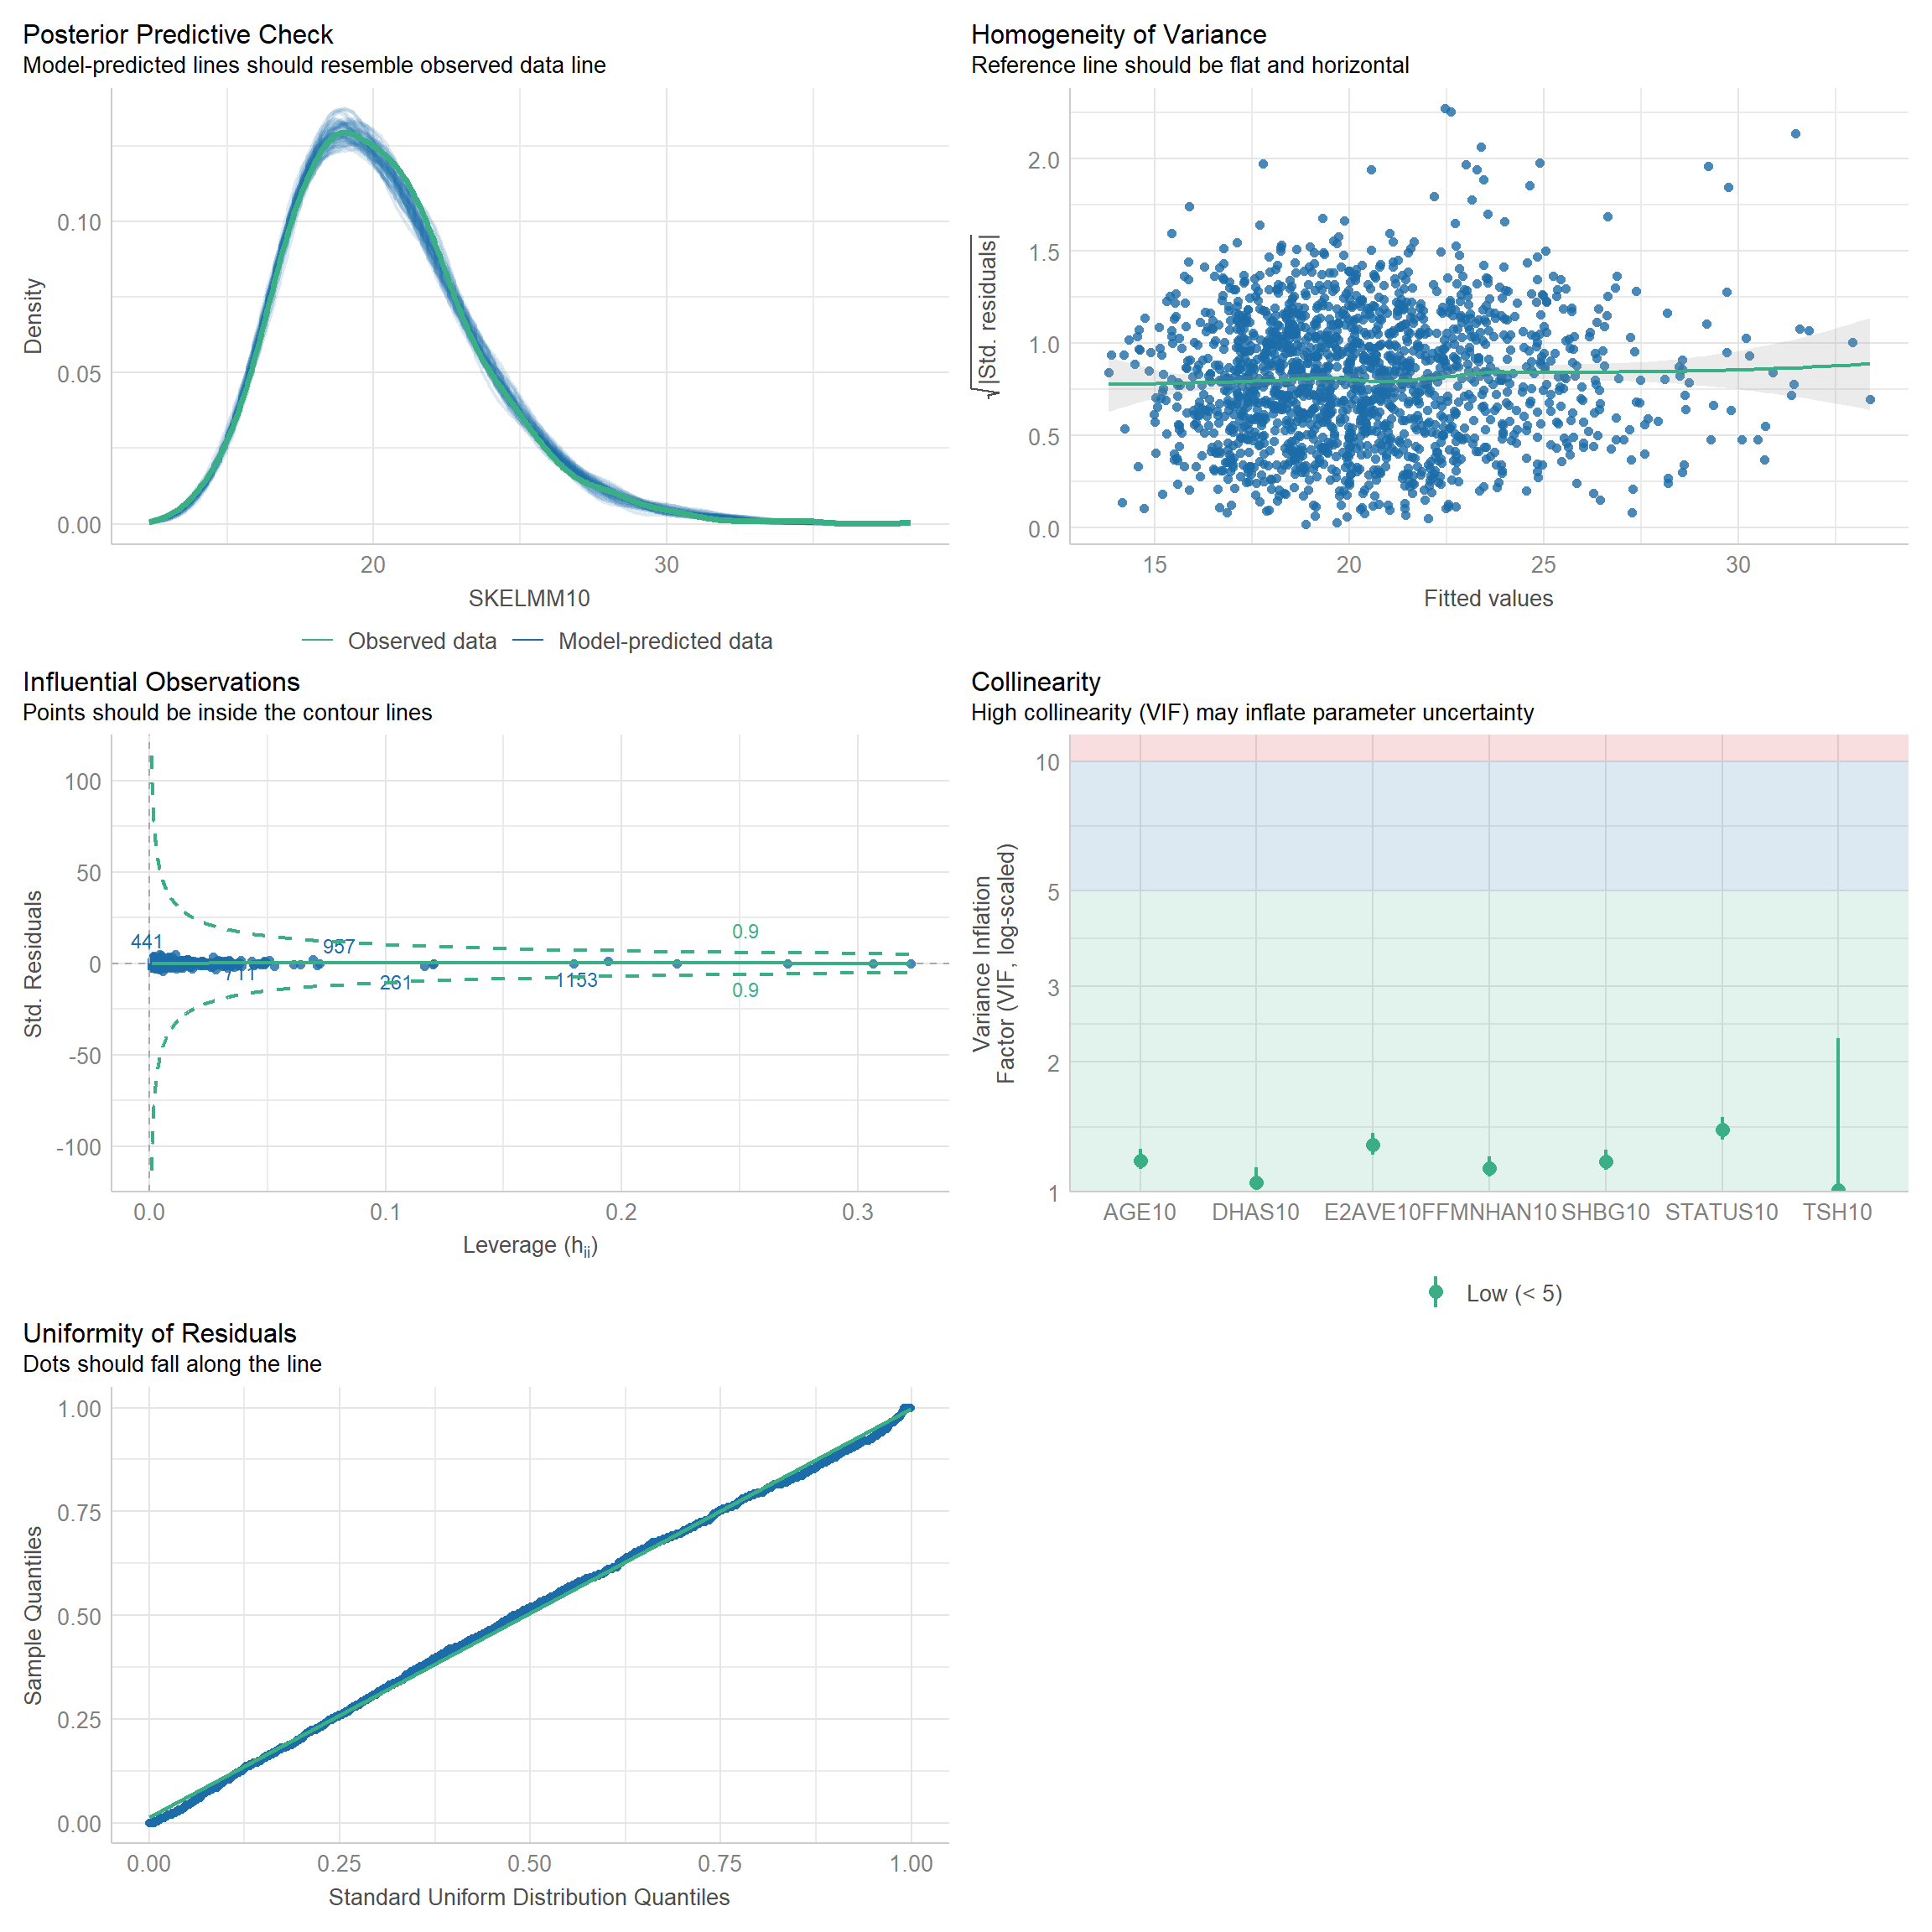 Posterior Predictive Check
Model-predicted lines should resemble observed data line
Density
0.10
0.05
0.00
20
30
SKELMM10
Observed data
Model-predicted data
Homogeneity of Variance
Reference line should be flat and horizontal
√|Std. residuals|
2.0
1.5
1.0
0.5
0.0
15
20
25
30
Fitted values
Influential Observations
Points should be inside the contour lines
Std. Residuals
100
50
0
-50
-100
441
711
957
261
1153
0.9
0.9
0.0
0.1
0.2
0.3
Leverage (hii)
Collinearity
High collinearity (VIF) may inflate parameter uncertainty
Variance Inflation
Factor (VIF, log-scaled)
10
5
3
2
1
AGE10
DHAS10
E2AVE10
FFMNHAN10
SHBG10
STATUS10
TSH10
Low (< 5)
Uniformity of Residuals
Dots should fall along the line
Sample Quantiles
1.00
0.75
0.50
0.25
0.00
0.00
0.25
0.50
0.75
1.00
Standard Uniform Distribution Quantiles